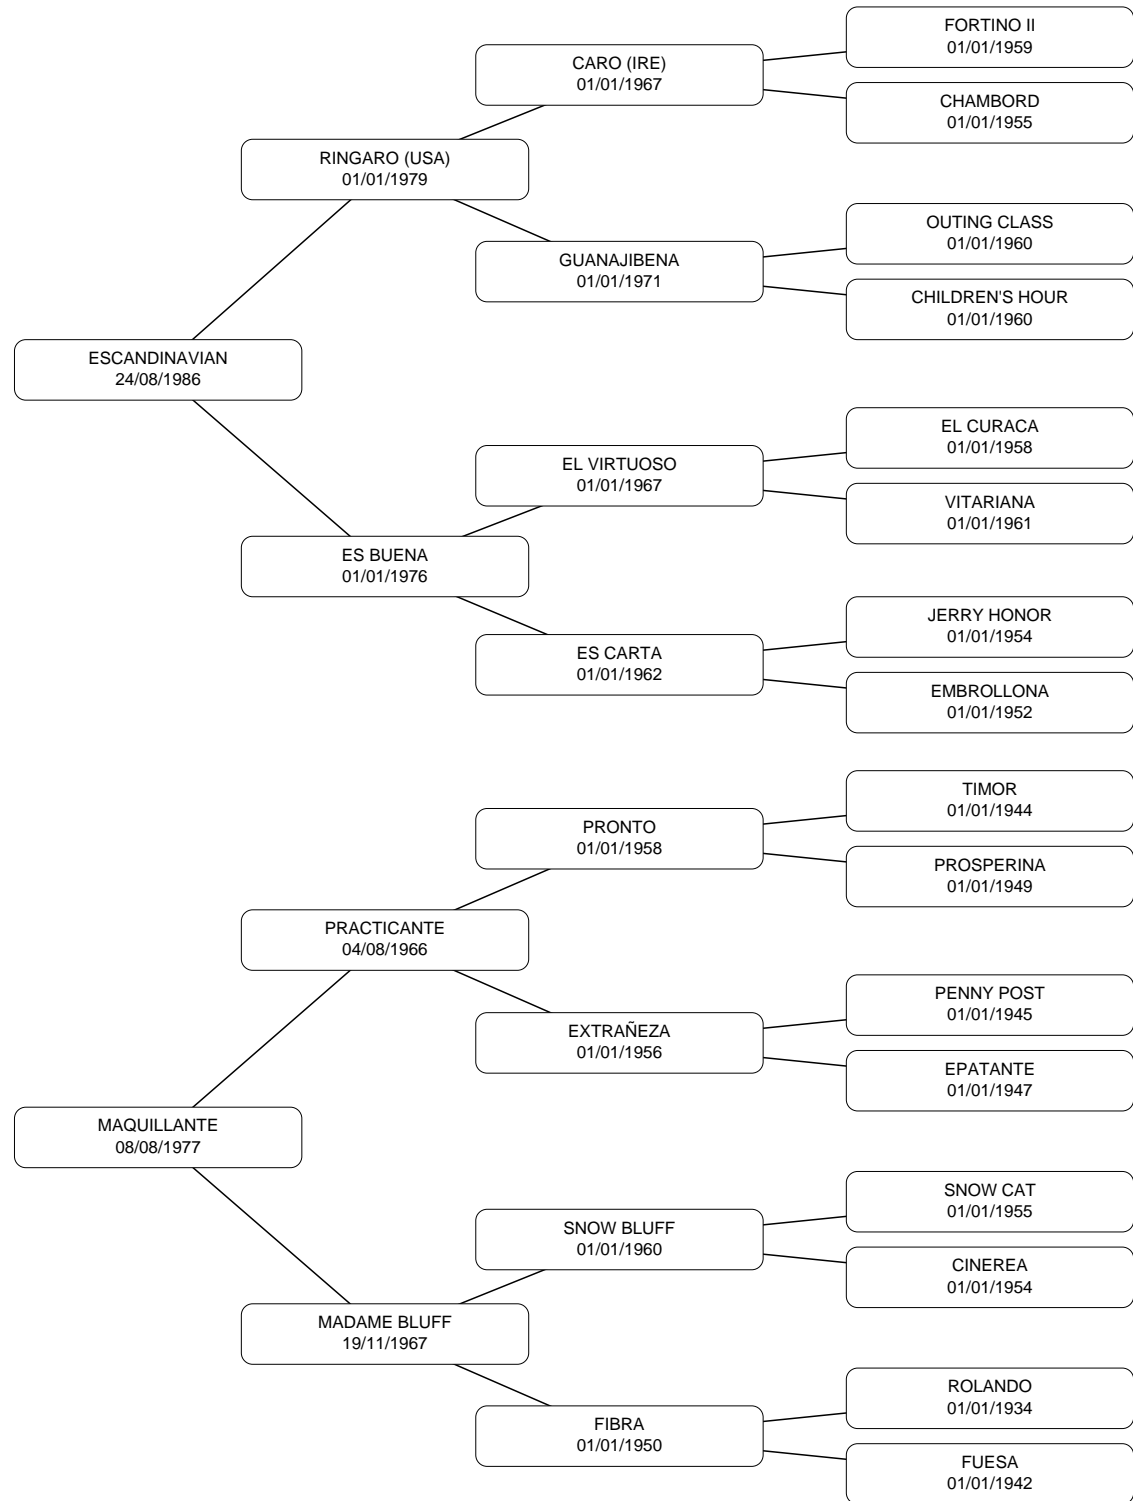 FORTINO II
01/01/1959
CARO (IRE)
01/01/1967
CHAMBORD
01/01/1955
RINGARO (USA)
01/01/1979
OUTING CLASS
01/01/1960
GUANAJIBENA
01/01/1971
CHILDREN'S HOUR
01/01/1960
ESCANDINAVIAN
24/08/1986
EL CURACA
01/01/1958
EL VIRTUOSO
01/01/1967
VITARIANA
01/01/1961
ES BUENA
01/01/1976
JERRY HONOR
01/01/1954
ES CARTA
01/01/1962
EMBROLLONA
01/01/1952
TIMOR
01/01/1944
PRONTO
01/01/1958
PROSPERINA
01/01/1949
PRACTICANTE
04/08/1966
PENNY POST
01/01/1945
EXTRAÑEZA
01/01/1956
EPATANTE
01/01/1947
MAQUILLANTE
08/08/1977
SNOW CAT
01/01/1955
SNOW BLUFF
01/01/1960
CINEREA
01/01/1954
MADAME BLUFF
19/11/1967
ROLANDO
01/01/1934
FIBRA
01/01/1950
FUESA
01/01/1942